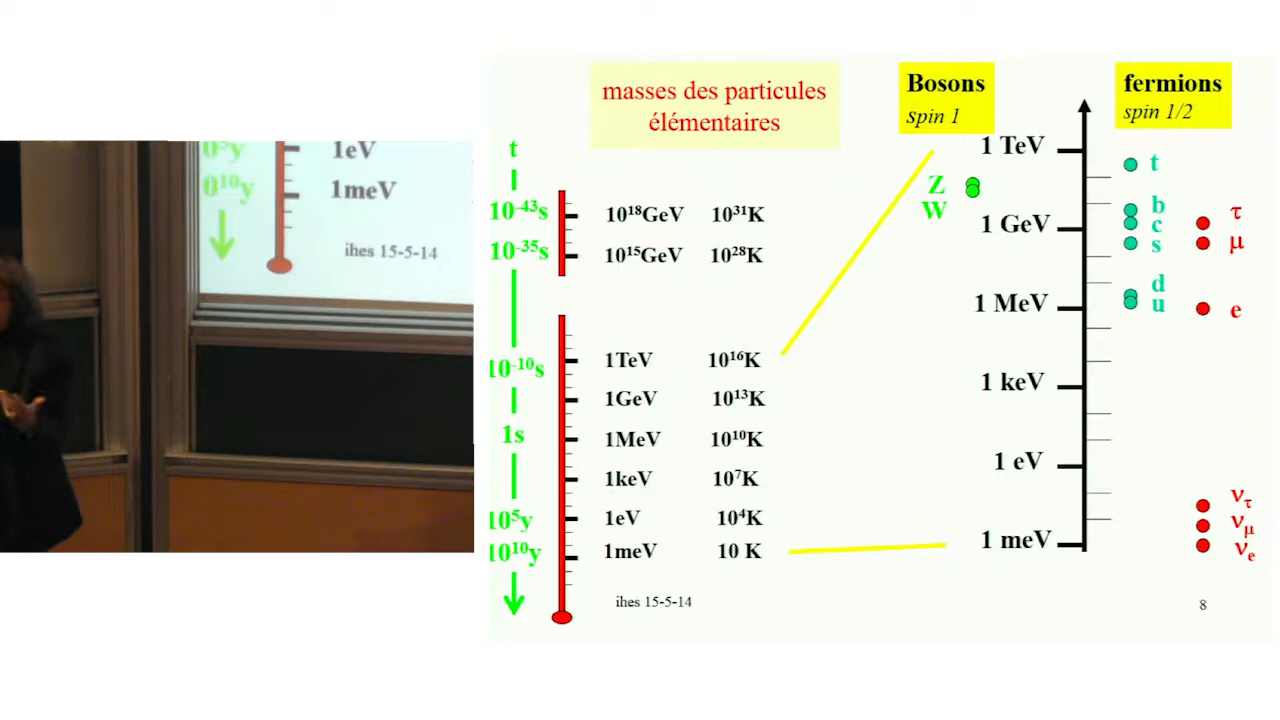 0⁵y 1eV
0¹⁰y 1meV
ihes 15-5-14
masses des particules
élémentaires
Bosons
spin 1
fermions
spin 1/2
t
10⁻⁴³s 10¹⁸GeV 10³¹K
10⁻³⁵s 10¹⁵GeV 10²⁸K
10⁻¹⁰s 1TeV 10¹⁶K
1GeV 10¹³K
1s 1MeV 10¹⁰K
1keV 10⁷K
10⁵y 1eV 10⁴K
10¹⁰y 1meV 10 K
ihes 15-5-14
1 TeV
t
Z
W
b
1 GeV c τ
s μ
d
1 MeV u e
1 keV
1 eV
ν_τ
ν_μ
1 meV ν_e
8